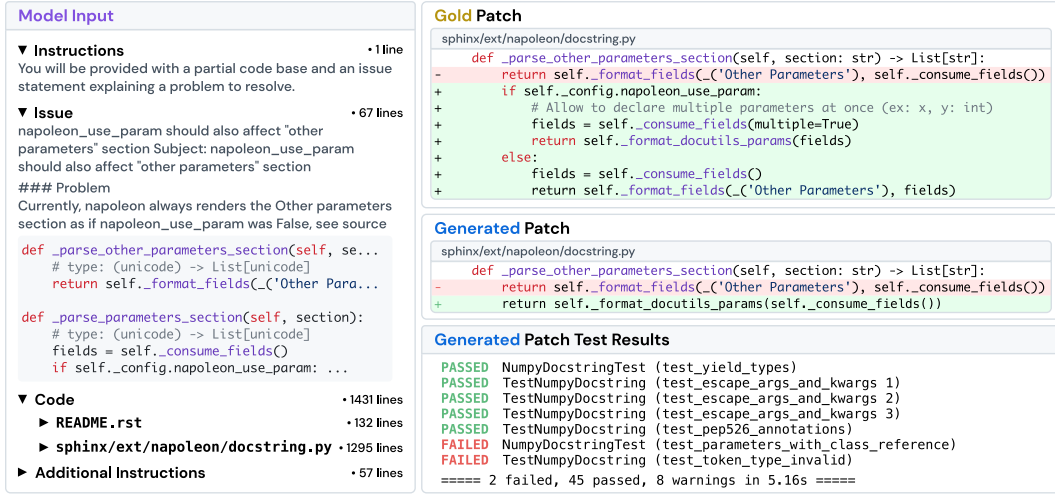 Model Input
▼ Instructions • 1 line
You will be provided with a partial code base and an issue
statement explaining a problem to resolve.
▼ Issue • 67 lines
napoleon_use_param should also affect "other
parameters" section Subject: napoleon_use_param
should also affect "other parameters" section
### Problem
Currently, napoleon always renders the Other parameters
section as if napoleon_use_param was False, see source
def _parse_other_parameters_section(self, se...
    # type: (unicode) -> List[unicode]
    return self._format_fields(_('Other Para...
def _parse_parameters_section(self, section):
    # type: (unicode) -> List[unicode]
    fields = self._consume_fields()
    if self._config.napoleon_use_param: ...
▼ Code • 1431 lines
▶ README.rst • 132 lines
▶ sphinx/ext/napoleon/docstring.py • 1295 lines
▶ Additional Instructions • 57 lines
Gold Patch
sphinx/ext/napoleon/docstring.py
    def _parse_other_parameters_section(self, section: str) -> List[str]:
-       return self._format_fields(_('Other Parameters'), self._consume_fields())
+       if self._config.napoleon_use_param:
+           # Allow to declare multiple parameters at once (ex: x, y: int)
+           fields = self._consume_fields(multiple=True)
+           return self._format_docutils_params(fields)
+       else:
+           fields = self._consume_fields()
+           return self._format_fields(_('Other Parameters'), fields)
Generated Patch
sphinx/ext/napoleon/docstring.py
    def _parse_other_parameters_section(self, section: str) -> List[str]:
-       return self._format_fields(_('Other Parameters'), self._consume_fields())
+       return self._format_docutils_params(self._consume_fields())
Generated Patch Test Results
PASSED NumpyDocstringTest (test_yield_types)
PASSED TestNumpyDocstring (test_escape_args_and_kwargs 1)
PASSED TestNumpyDocstring (test_escape_args_and_kwargs 2)
PASSED TestNumpyDocstring (test_escape_args_and_kwargs 3)
PASSED TestNumpyDocstring (test_pep526_annotations)
FAILED NumpyDocstringTest (test_parameters_with_class_reference)
FAILED TestNumpyDocstring (test_token_type_invalid)
===== 2 failed, 45 passed, 8 warnings in 5.16s =====